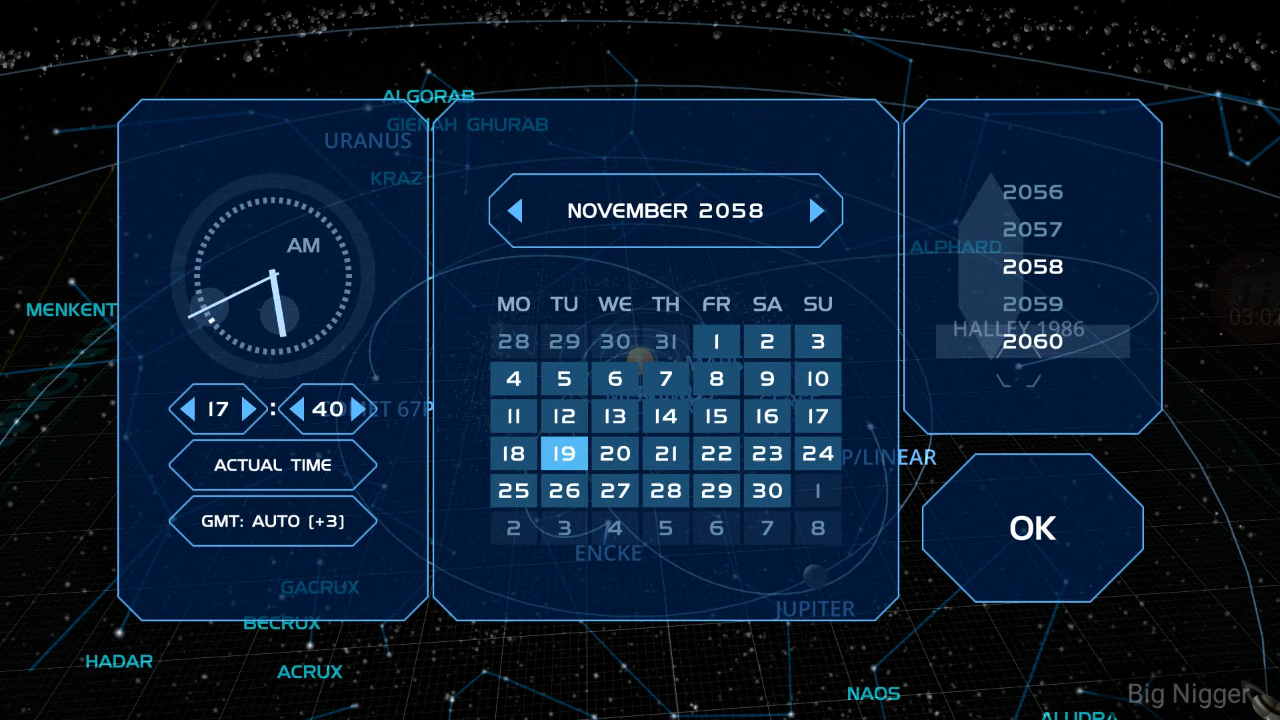 ALGORAB
GIENAH GHURAB
URANUS
KRAZ
AM
MENKENT
17 : 40
COMET 67P
ACTUAL TIME
GMT: AUTO [+3]
GACRUX
BECRUX
HADAR
ACRUX
NOVEMBER 2058
MO TU WE TH FR SA SU
28 29 30 31 1 2 3
4 5 6 7 8 9 10
11 12 13 14 15 16 17
18 19 20 21 22 23 24
25 26 27 28 29 30 1
2 3 4 5 6 7 8
MARS
CERES
P/LINEAR
ENCKE
JUPITER
2056
2057
ALPHARD
2058
2059
HALLEY 1986
2060
OK
NAOS
ALUDRA
Big Nigger